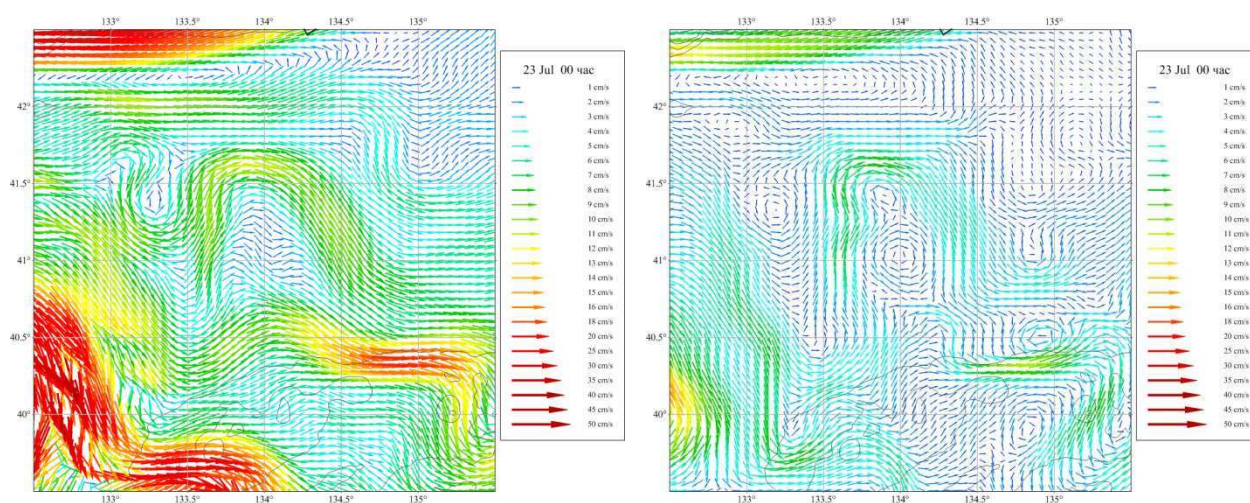 133° 133.5° 134° 134.5° 135°
42°
41.5°
41°
40.5°
40°
133° 133.5° 134° 134.5° 135°
23 Jul 00 час
1 cm/s
2 cm/s
3 cm/s
4 cm/s
5 cm/s
6 cm/s
7 cm/s
8 cm/s
9 cm/s
10 cm/s
11 cm/s
12 cm/s
13 cm/s
14 cm/s
15 cm/s
16 cm/s
18 cm/s
20 cm/s
25 cm/s
30 cm/s
35 cm/s
40 cm/s
45 cm/s
50 cm/s
133° 133.5° 134° 134.5° 135°
42°
41.5°
41°
40.5°
40°
133° 133.5° 134° 134.5° 135°
23 Jul 00 час
1 cm/s
2 cm/s
3 cm/s
4 cm/s
5 cm/s
6 cm/s
7 cm/s
8 cm/s
9 cm/s
10 cm/s
11 cm/s
12 cm/s
13 cm/s
14 cm/s
15 cm/s
16 cm/s
18 cm/s
20 cm/s
25 cm/s
30 cm/s
35 cm/s
40 cm/s
45 cm/s
50 cm/s